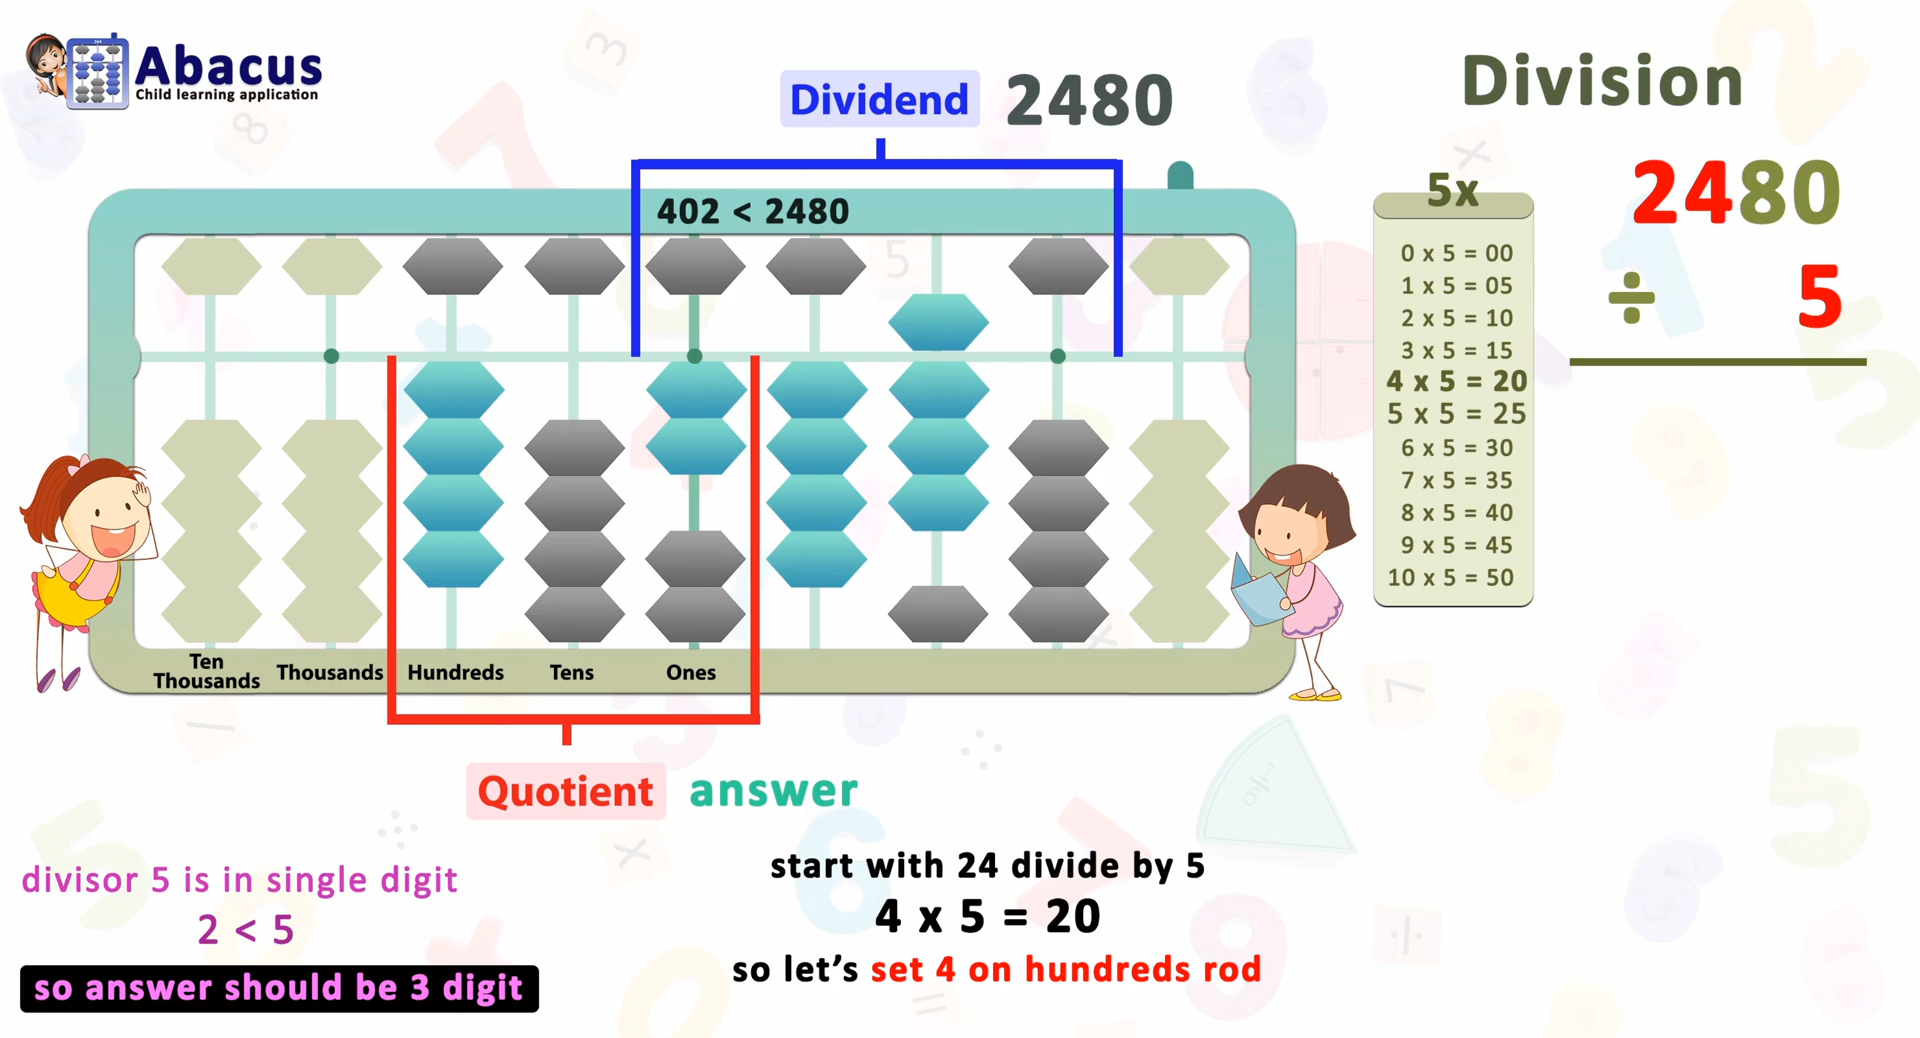 Abacus
Child learning application
Dividend 2480
Division
402 < 2480
5x
0 x 5 = 00
1 x 5 = 05
2 x 5 = 10
3 x 5 = 15
4 x 5 = 20
5 x 5 = 25
6 x 5 = 30
7 x 5 = 35
8 x 5 = 40
9 x 5 = 45
10 x 5 = 50
2480
÷ 5
Ten
Thousands
Thousands
Hundreds
Tens
Ones
Quotient answer
divisor 5 is in single digit
2 < 5
so answer should be 3 digit
start with 24 divide by 5
4 x 5 = 20
so let's set 4 on hundreds rod